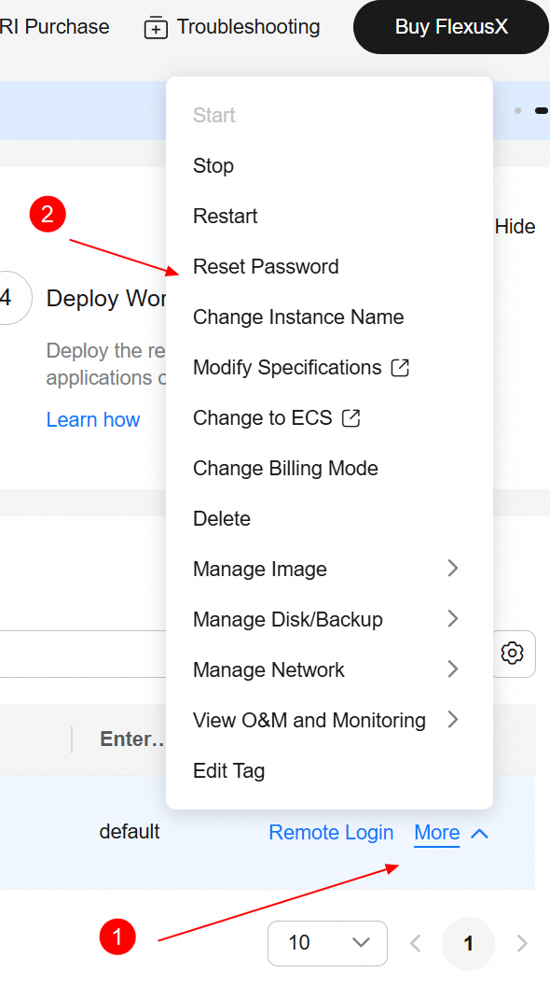 RI Purchase
Troubleshooting
Buy FlexusX
Start
Stop
2
Restart
Hide
Reset Password
4
Deploy Wor
Change Instance Name
Deploy the re
Modify Specifications
applications o
Learn how
Change to ECS
Change Billing Mode
Delete
Manage Image
Manage Disk/Backup
Manage Network
View O&M and Monitoring
Enter...
Edit Tag
default
Remote Login
More
1
10
1